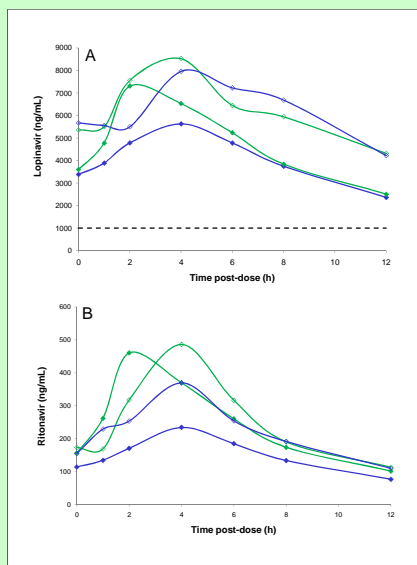 A
Lopinavir (ng/mL)
9000
8000
7000
6000
5000
4000
3000
2000
1000
0
0 2 4 6 8 10 12
Time post-dose (h)
B
Ritonavir (ng/mL)
600
500
400
300
200
100
0
0 2 4 6 8 10 12
Time post-dose (h)